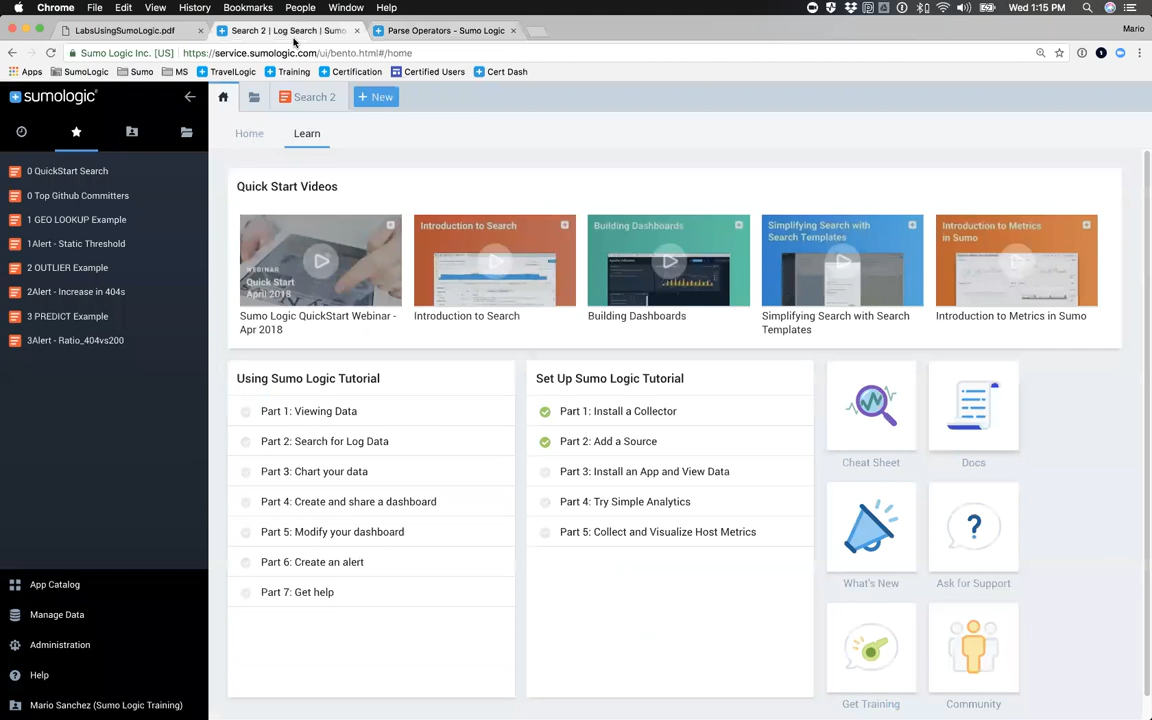 Chrome File Edit View History Bookmarks People Window Help
Wed 1:15 PM
LabsUsingSumoLogic.pdf
Search 2 | Log Search | Sumo
Parse Operators - Sumo Logic
Mario
Sumo Logic Inc. [US] https://service.sumologic.com/ui/bento.html#/home
Apps SumoLogic Sumo MS TravelLogic Training Certification Certified Users Cert Dash
sumologic
Search 2
+ New
Home Learn
0 QuickStart Search
0 Top Github Committers
1 GEO LOOKUP Example
1Alert - Static Threshold
2 OUTLIER Example
2Alert - Increase in 404s
3 PREDICT Example
3Alert - Ratio_404vs200
App Catalog
Manage Data
Administration
Help
Mario Sanchez (Sumo Logic Training)
Quick Start Videos
WEBINAR
Quick Start
April 2018
Sumo Logic QuickStart Webinar -
Apr 2018
Introduction to Search
Introduction to Search
Building Dashboards
Building Dashboards
Simplifying Search with
Search Templates
Simplifying Search with Search
Templates
Introduction to Metrics
in Sumo
Introduction to Metrics in Sumo
Using Sumo Logic Tutorial
Part 1: Viewing Data
Part 2: Search for Log Data
Part 3: Chart your data
Part 4: Create and share a dashboard
Part 5: Modify your dashboard
Part 6: Create an alert
Part 7: Get help
Set Up Sumo Logic Tutorial
Part 1: Install a Collector
Part 2: Add a Source
Part 3: Install an App and View Data
Part 4: Try Simple Analytics
Part 5: Collect and Visualize Host Metrics
Cheat Sheet
Docs
What's New
Ask for Support
Get Training
Community